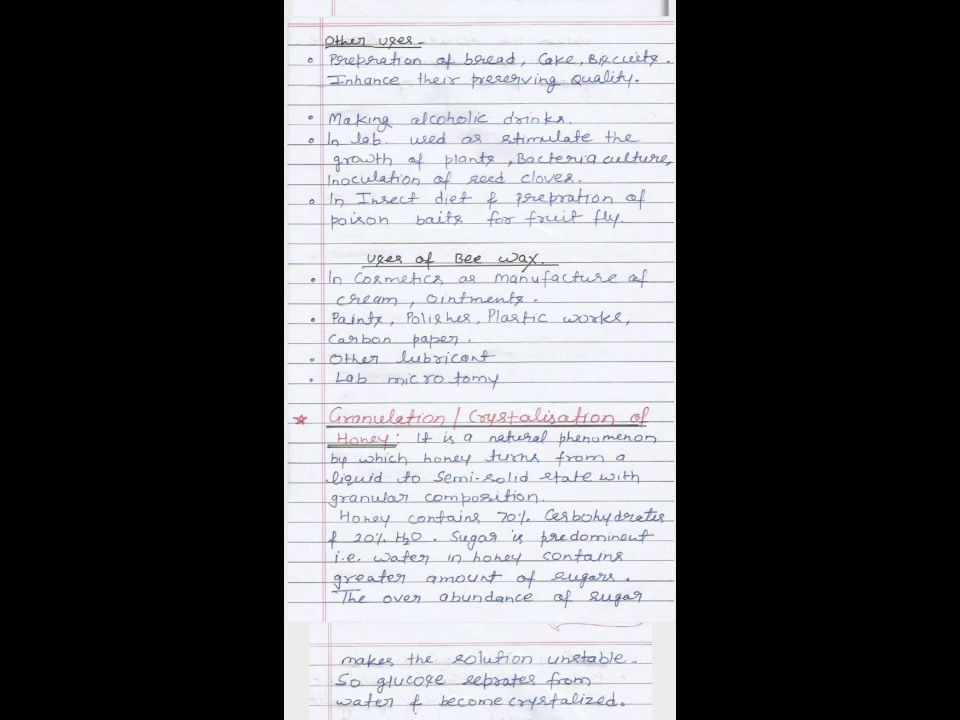 Other uses -
• Prepration of bread, Cake, Biscuits.
Inhance their preserving quality.
• Making alcoholic drinks.
• In lab. used as stimulate the
growth of plants, Bacteria culture,
Inoculation of seed clover.
• In Insect diet & prepration of
poison baits for fruit fly.
Uses of Bee wax.
• In Cosmetics as manufacture of
cream, ointments.
• Paints, Polishes, Plastic works,
Carbon paper.
• Other lubricant
• Lab microtomy
☆ Granulation / Crystalisation of
Honey: It is a natural phenomenon
by which honey turns from a
liquid to semi-solid state with
granular composition.
Honey contains 70% Carbohydrates
& 20% H2O. Sugar is predominent
i.e. water in honey contains
greater amount of sugars.
The over abundance of sugar
makes the solution unstable.
So glucose seprates from
water & become crystalized.